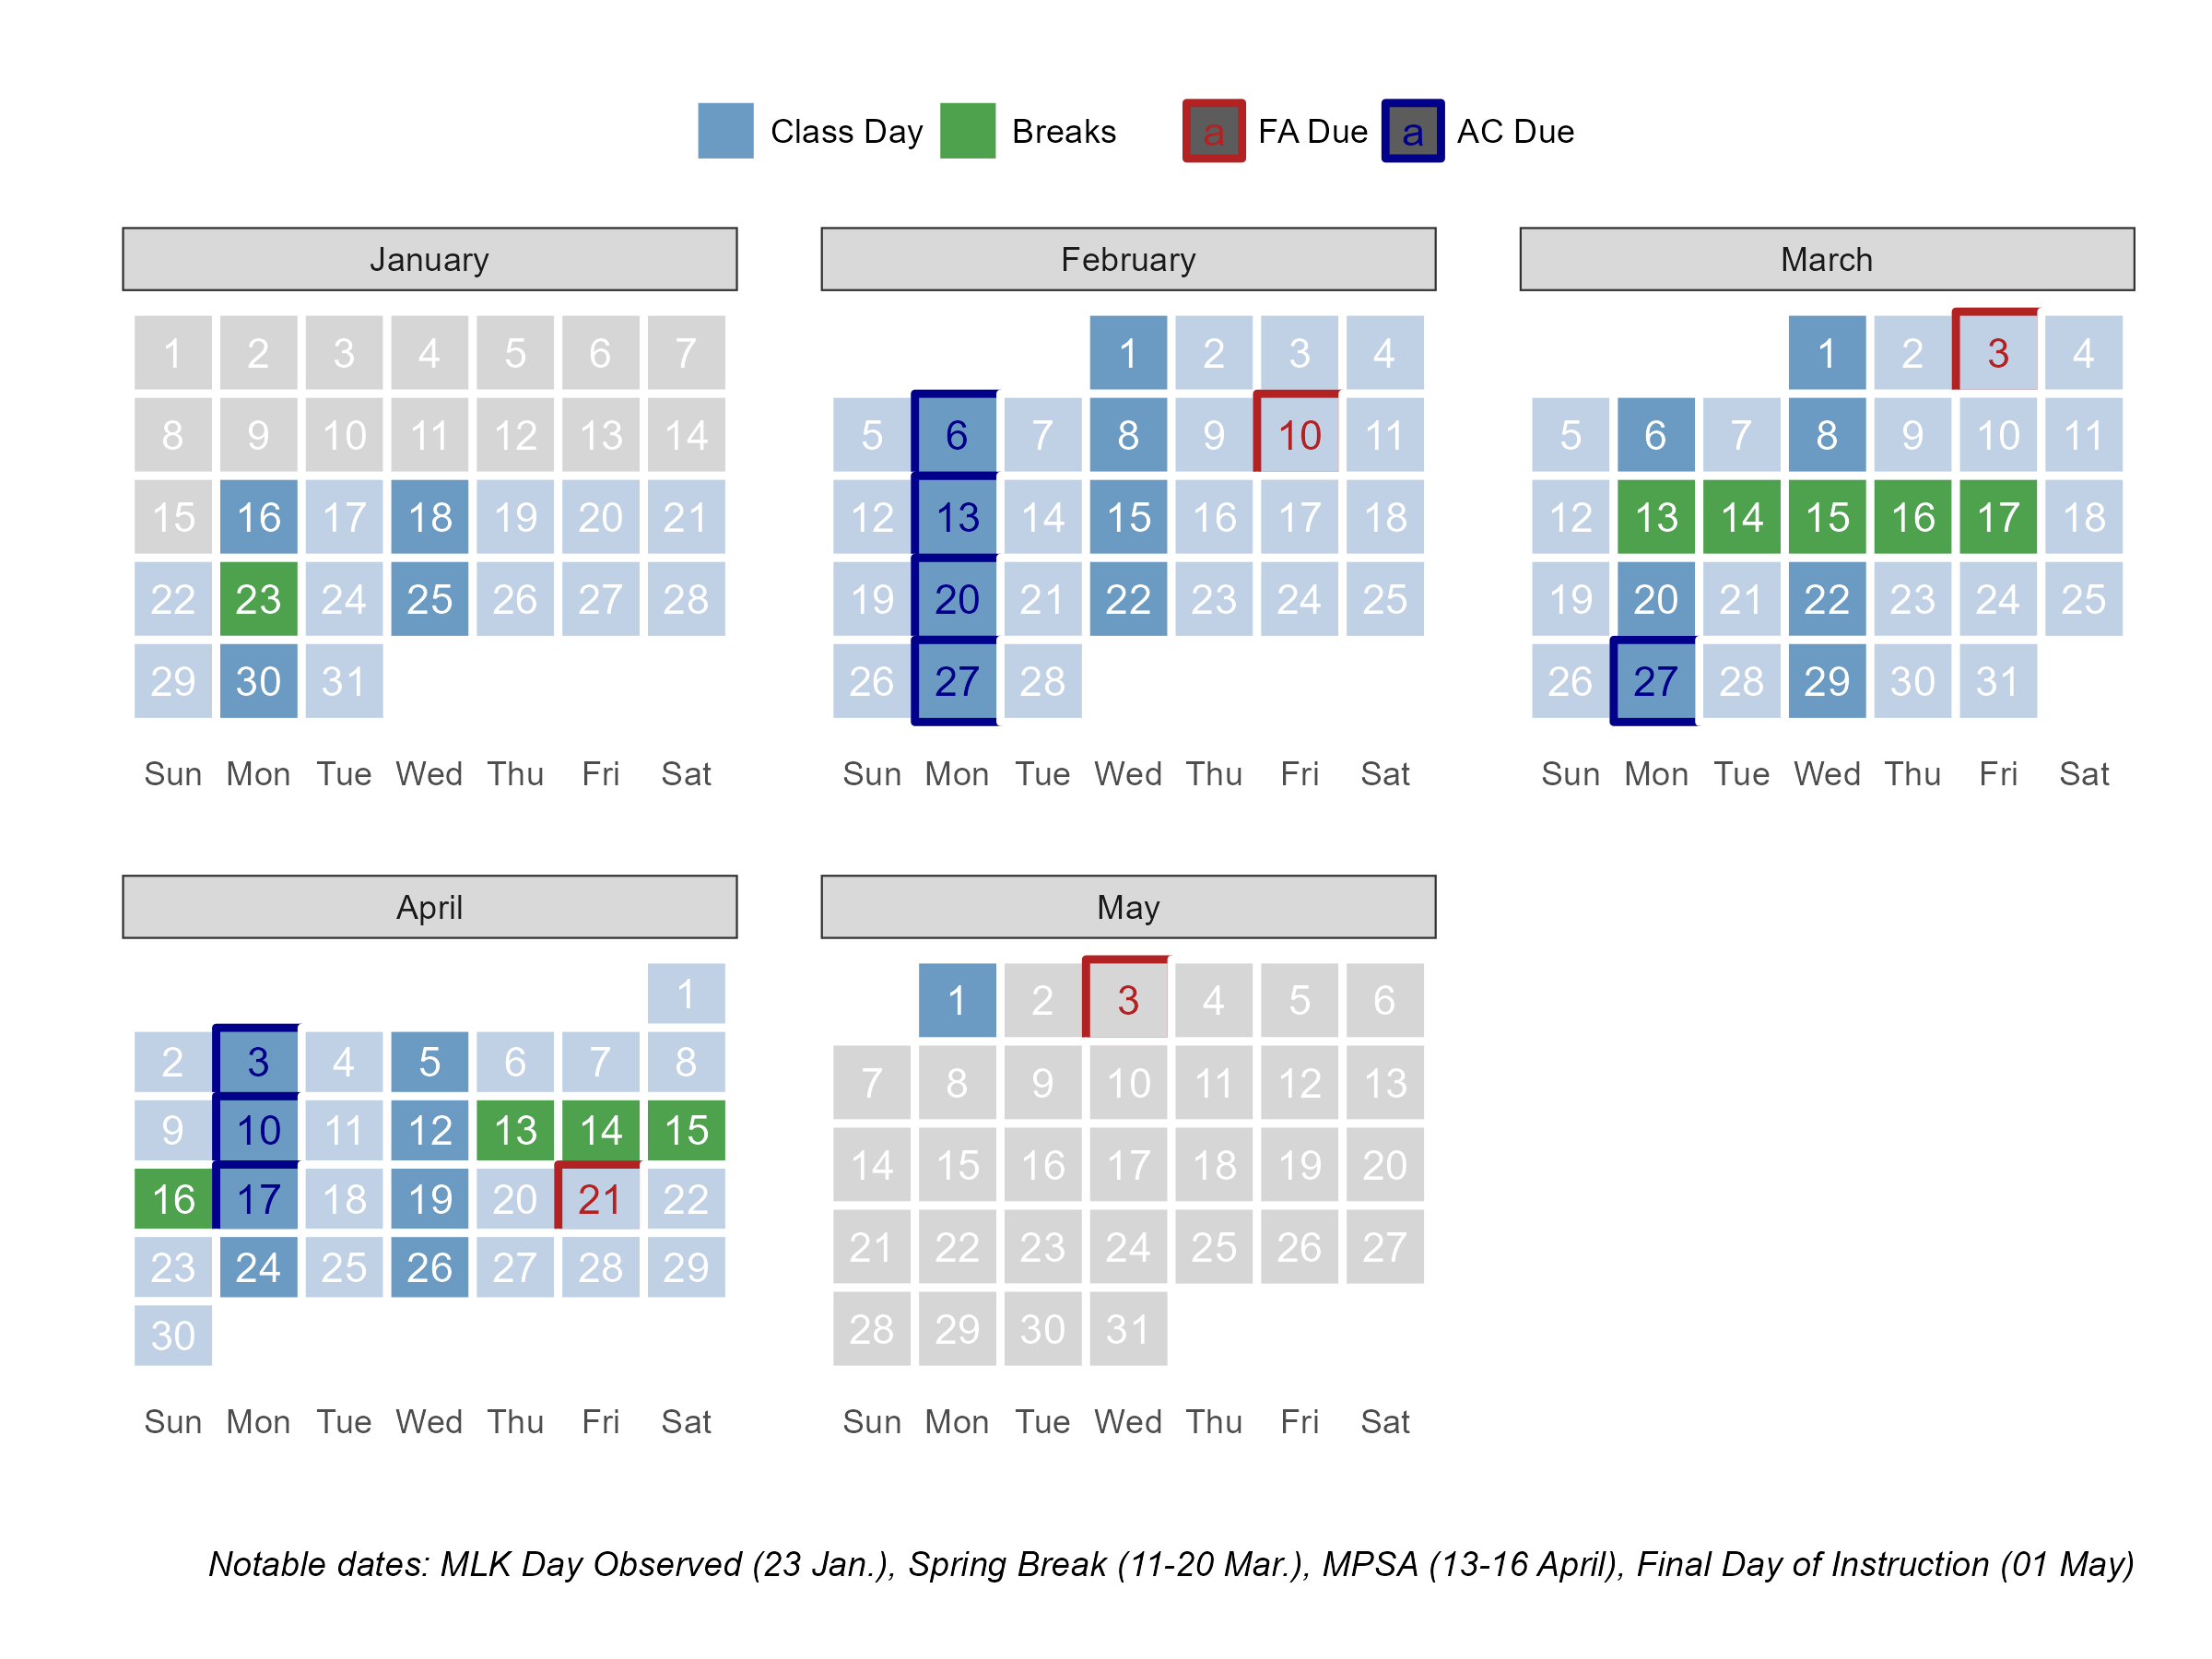 Class Day Breaks a FA Due a AC Due
January
1 2 3 4 5 6 7
8 9 10 11 12 13 14
15 16 17 18 19 20 21
22 23 24 25 26 27 28
29 30 31
Sun Mon Tue Wed Thu Fri Sat
February
1 2 3 4
5 6 7 8 9 10 11
12 13 14 15 16 17 18
19 20 21 22 23 24 25
26 27 28
Sun Mon Tue Wed Thu Fri Sat
March
1 2 3 4
5 6 7 8 9 10 11
12 13 14 15 16 17 18
19 20 21 22 23 24 25
26 27 28 29 30 31
Sun Mon Tue Wed Thu Fri Sat
April
1
2 3 4 5 6 7 8
9 10 11 12 13 14 15
16 17 18 19 20 21 22
23 24 25 26 27 28 29
30
Sun Mon Tue Wed Thu Fri Sat
May
1 2 3 4 5 6
7 8 9 10 11 12 13
14 15 16 17 18 19 20
21 22 23 24 25 26 27
28 29 30 31
Sun Mon Tue Wed Thu Fri Sat
Notable dates: MLK Day Observed (23 Jan.), Spring Break (11-20 Mar.), MPSA (13-16 April), Final Day of Instruction (01 May)